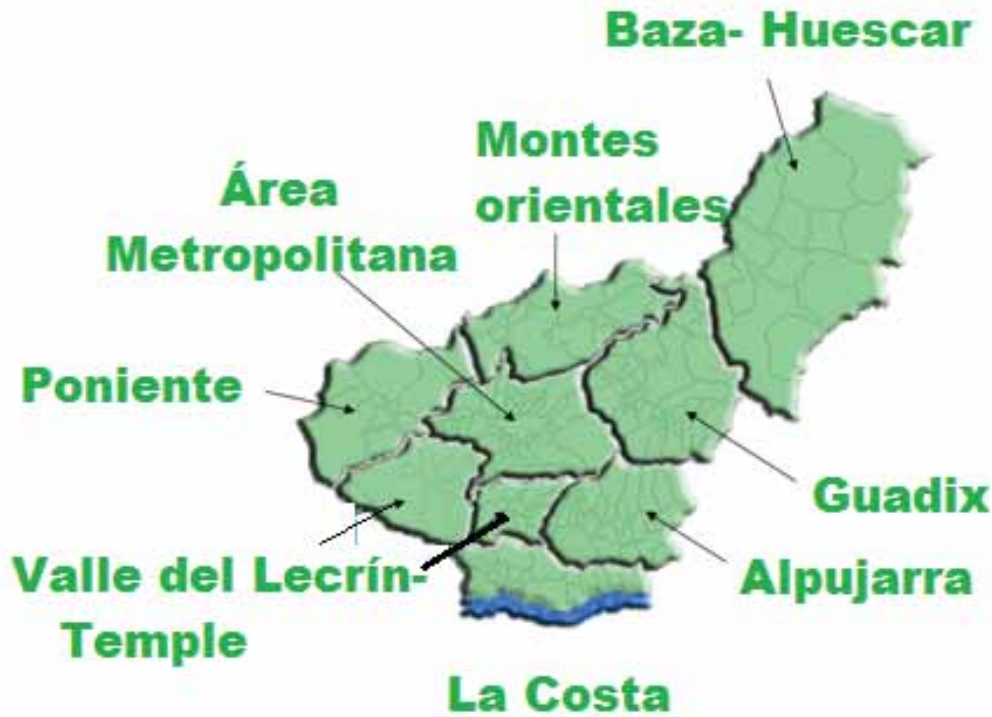 Baza- Huescar
Montes
orientales
Área
Metropolitana
Poniente
Guadix
Valle del Lecrín-
Temple
Alpujarra
La Costa